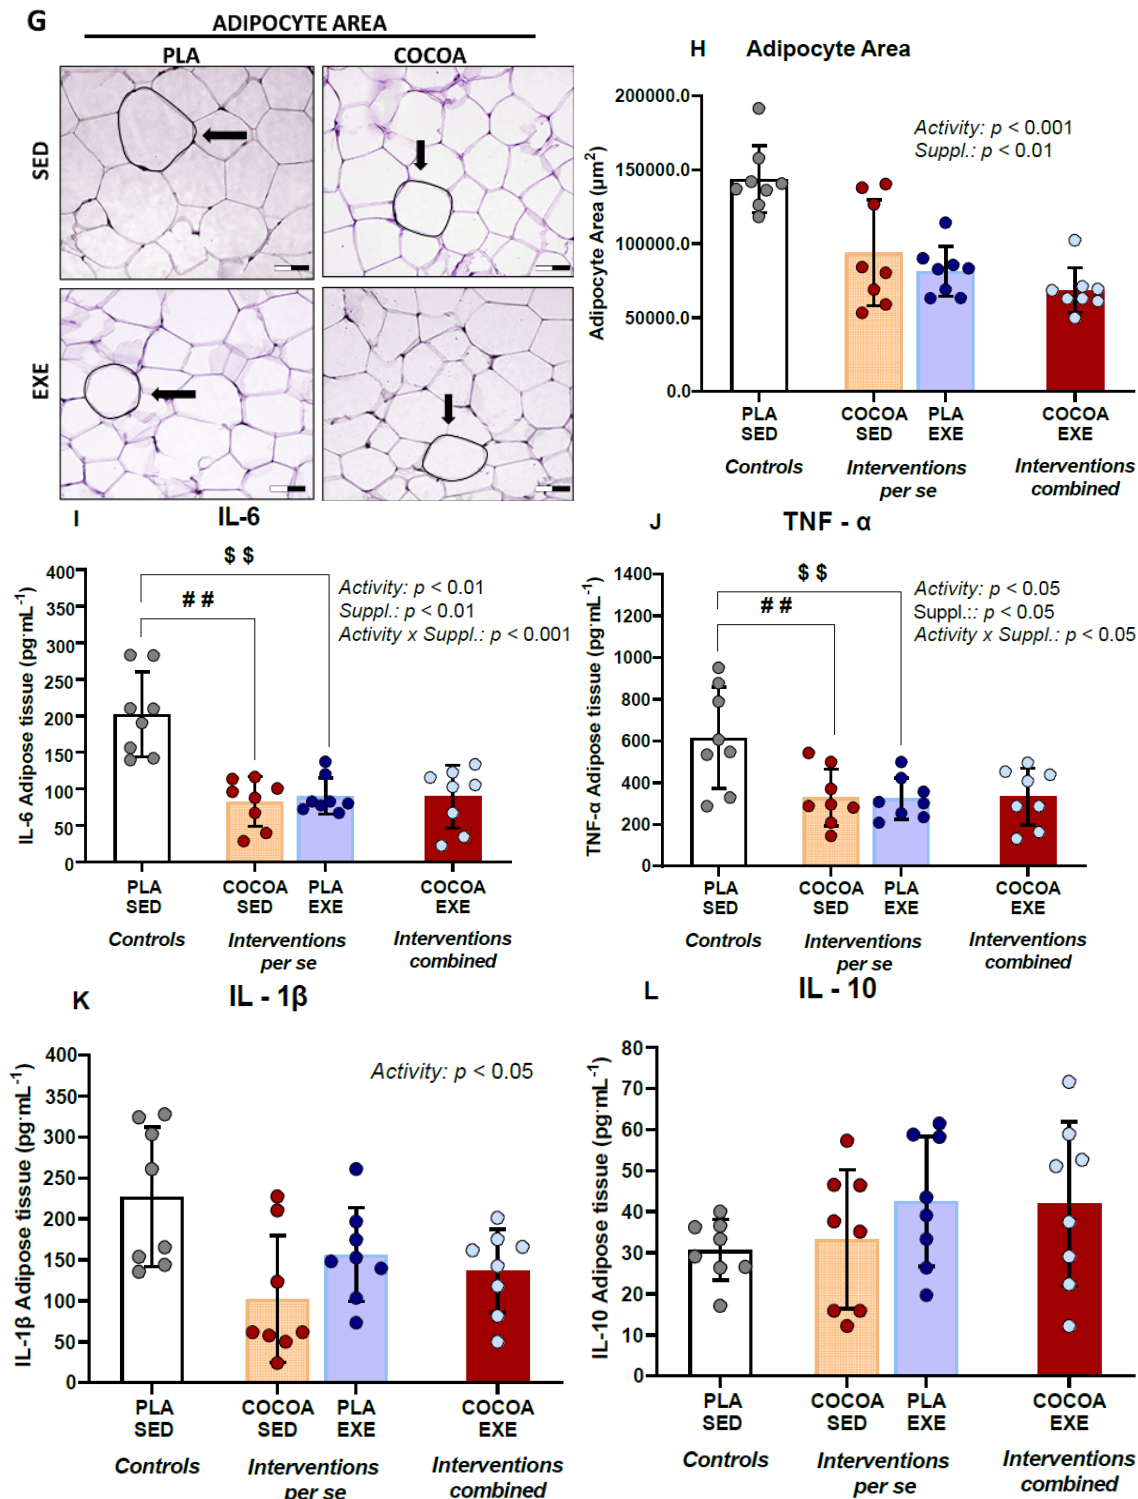 G
ADIPOCYTE AREA
PLA
COCOA
SED
EXE
H Adipocyte Area
Adipocyte Area (µm²)
200000.0
150000.0
100000.0
50000.0
0.0
Activity: p < 0.001
Suppl.: p < 0.01
PLA SED
COCOA SED
PLA EXE
COCOA EXE
Controls
Interventions per se
Interventions combined
I IL-6
IL-6 Adipose tissue (pg·mL⁻¹)
400
350
300
250
200
150
100
50
0
$ $
# #
Activity: p < 0.01
Suppl.: p < 0.01
Activity x Suppl.: p < 0.001
PLA SED
COCOA SED
PLA EXE
COCOA EXE
Controls
Interventions per se
Interventions combined
J TNF - α
TNF-α Adipose tissue (pg·mL⁻¹)
1400
1200
1000
800
600
400
200
0
$ $
# #
Activity: p < 0.05
Suppl.:: p < 0.05
Activity x Suppl.: p < 0.05
PLA SED
COCOA SED
PLA EXE
COCOA EXE
Controls
Interventions per se
Interventions combined
K IL - 1β
IL-1β Adipose tissue (pg·mL⁻¹)
400
350
300
250
200
150
100
50
0
Activity: p < 0.05
PLA SED
COCOA SED
PLA EXE
COCOA EXE
Controls
Interventions per se
Interventions combined
L IL - 10
IL-10 Adipose tissue (pg·mL⁻¹)
80
70
60
50
40
30
20
10
0
PLA SED
COCOA SED
PLA EXE
COCOA EXE
Controls
Interventions per se
Interventions combined